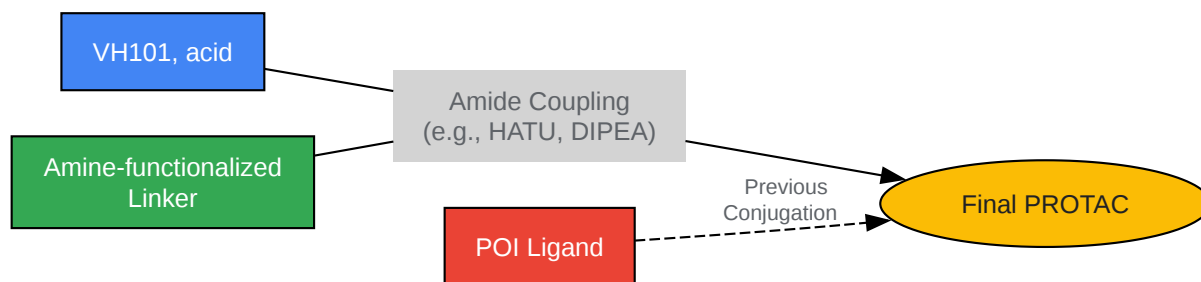 VH101, acid
Amide Coupling
(e.g., HATU, DIPEA)
Amine-functionalized
Linker
Previous
Conjugation
Final PROTAC
POI Ligand